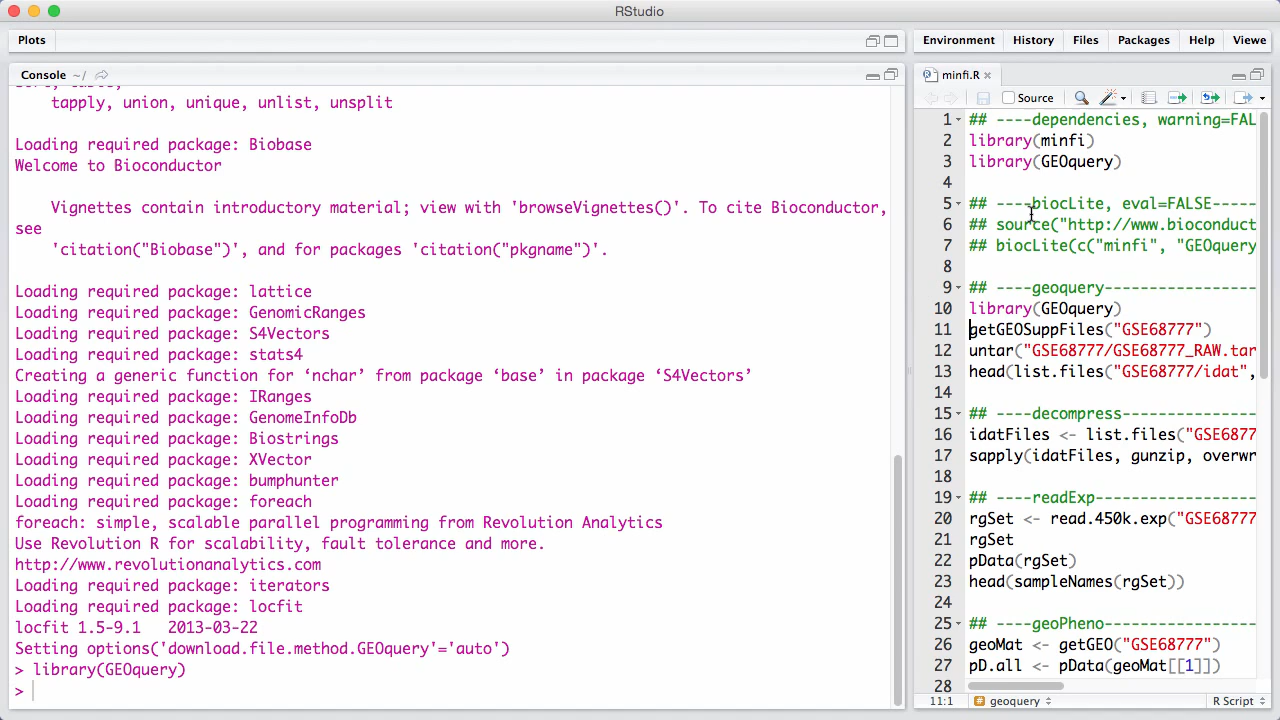 RStudio
Plots
Console ~/
tapply, union, unique, unlist, unsplit
Loading required package: Biobase
Welcome to Bioconductor
Vignettes contain introductory material; view with 'browseVignettes()'. To cite Bioconductor,
see
'citation("Biobase")', and for packages 'citation("pkgname")'.
Loading required package: lattice
Loading required package: GenomicRanges
Loading required package: S4Vectors
Loading required package: stats4
Creating a generic function for ‘nchar’ from package ‘base’ in package ‘S4Vectors’
Loading required package: IRanges
Loading required package: GenomeInfoDb
Loading required package: Biostrings
Loading required package: XVector
Loading required package: bumphunter
Loading required package: foreach
foreach: simple, scalable parallel programming from Revolution Analytics
Use Revolution R for scalability, fault tolerance and more.
http://www.revolutionanalytics.com
Loading required package: iterators
Loading required package: locfit
locfit 1.5-9.1   2013-03-22
Setting options('download.file.method.GEOquery'='auto')
> library(GEOquery)
>
Environment History Files Packages Help Viewe
minfi.R
Source
1 ## ----dependencies, warning=FAL
2 library(minfi)
3 library(GEOquery)
4
5 ## ----biocLite, eval=FALSE-----
6 ## source("http://www.bioconduct
7 ## biocLite(c("minfi", "GEOquery
8
9 ## ----geoquery-----------------
10 library(GEOquery)
11 getGEOSuppFiles("GSE68777")
12 untar("GSE68777/GSE68777_RAW.tar
13 head(list.files("GSE68777/idat",
14
15 ## ----decompress---------------
16 idatFiles <- list.files("GSE6877
17 sapply(idatFiles, gunzip, overwr
18
19 ## ----readExp------------------
20 rgSet <- read.450k.exp("GSE68777
21 rgSet
22 pData(rgSet)
23 head(sampleNames(rgSet))
24
25 ## ----geoPheno-----------------
26 geoMat <- getGEO("GSE68777")
27 pD.all <- pData(geoMat[[1]])
28
11:1 # geoquery R Script